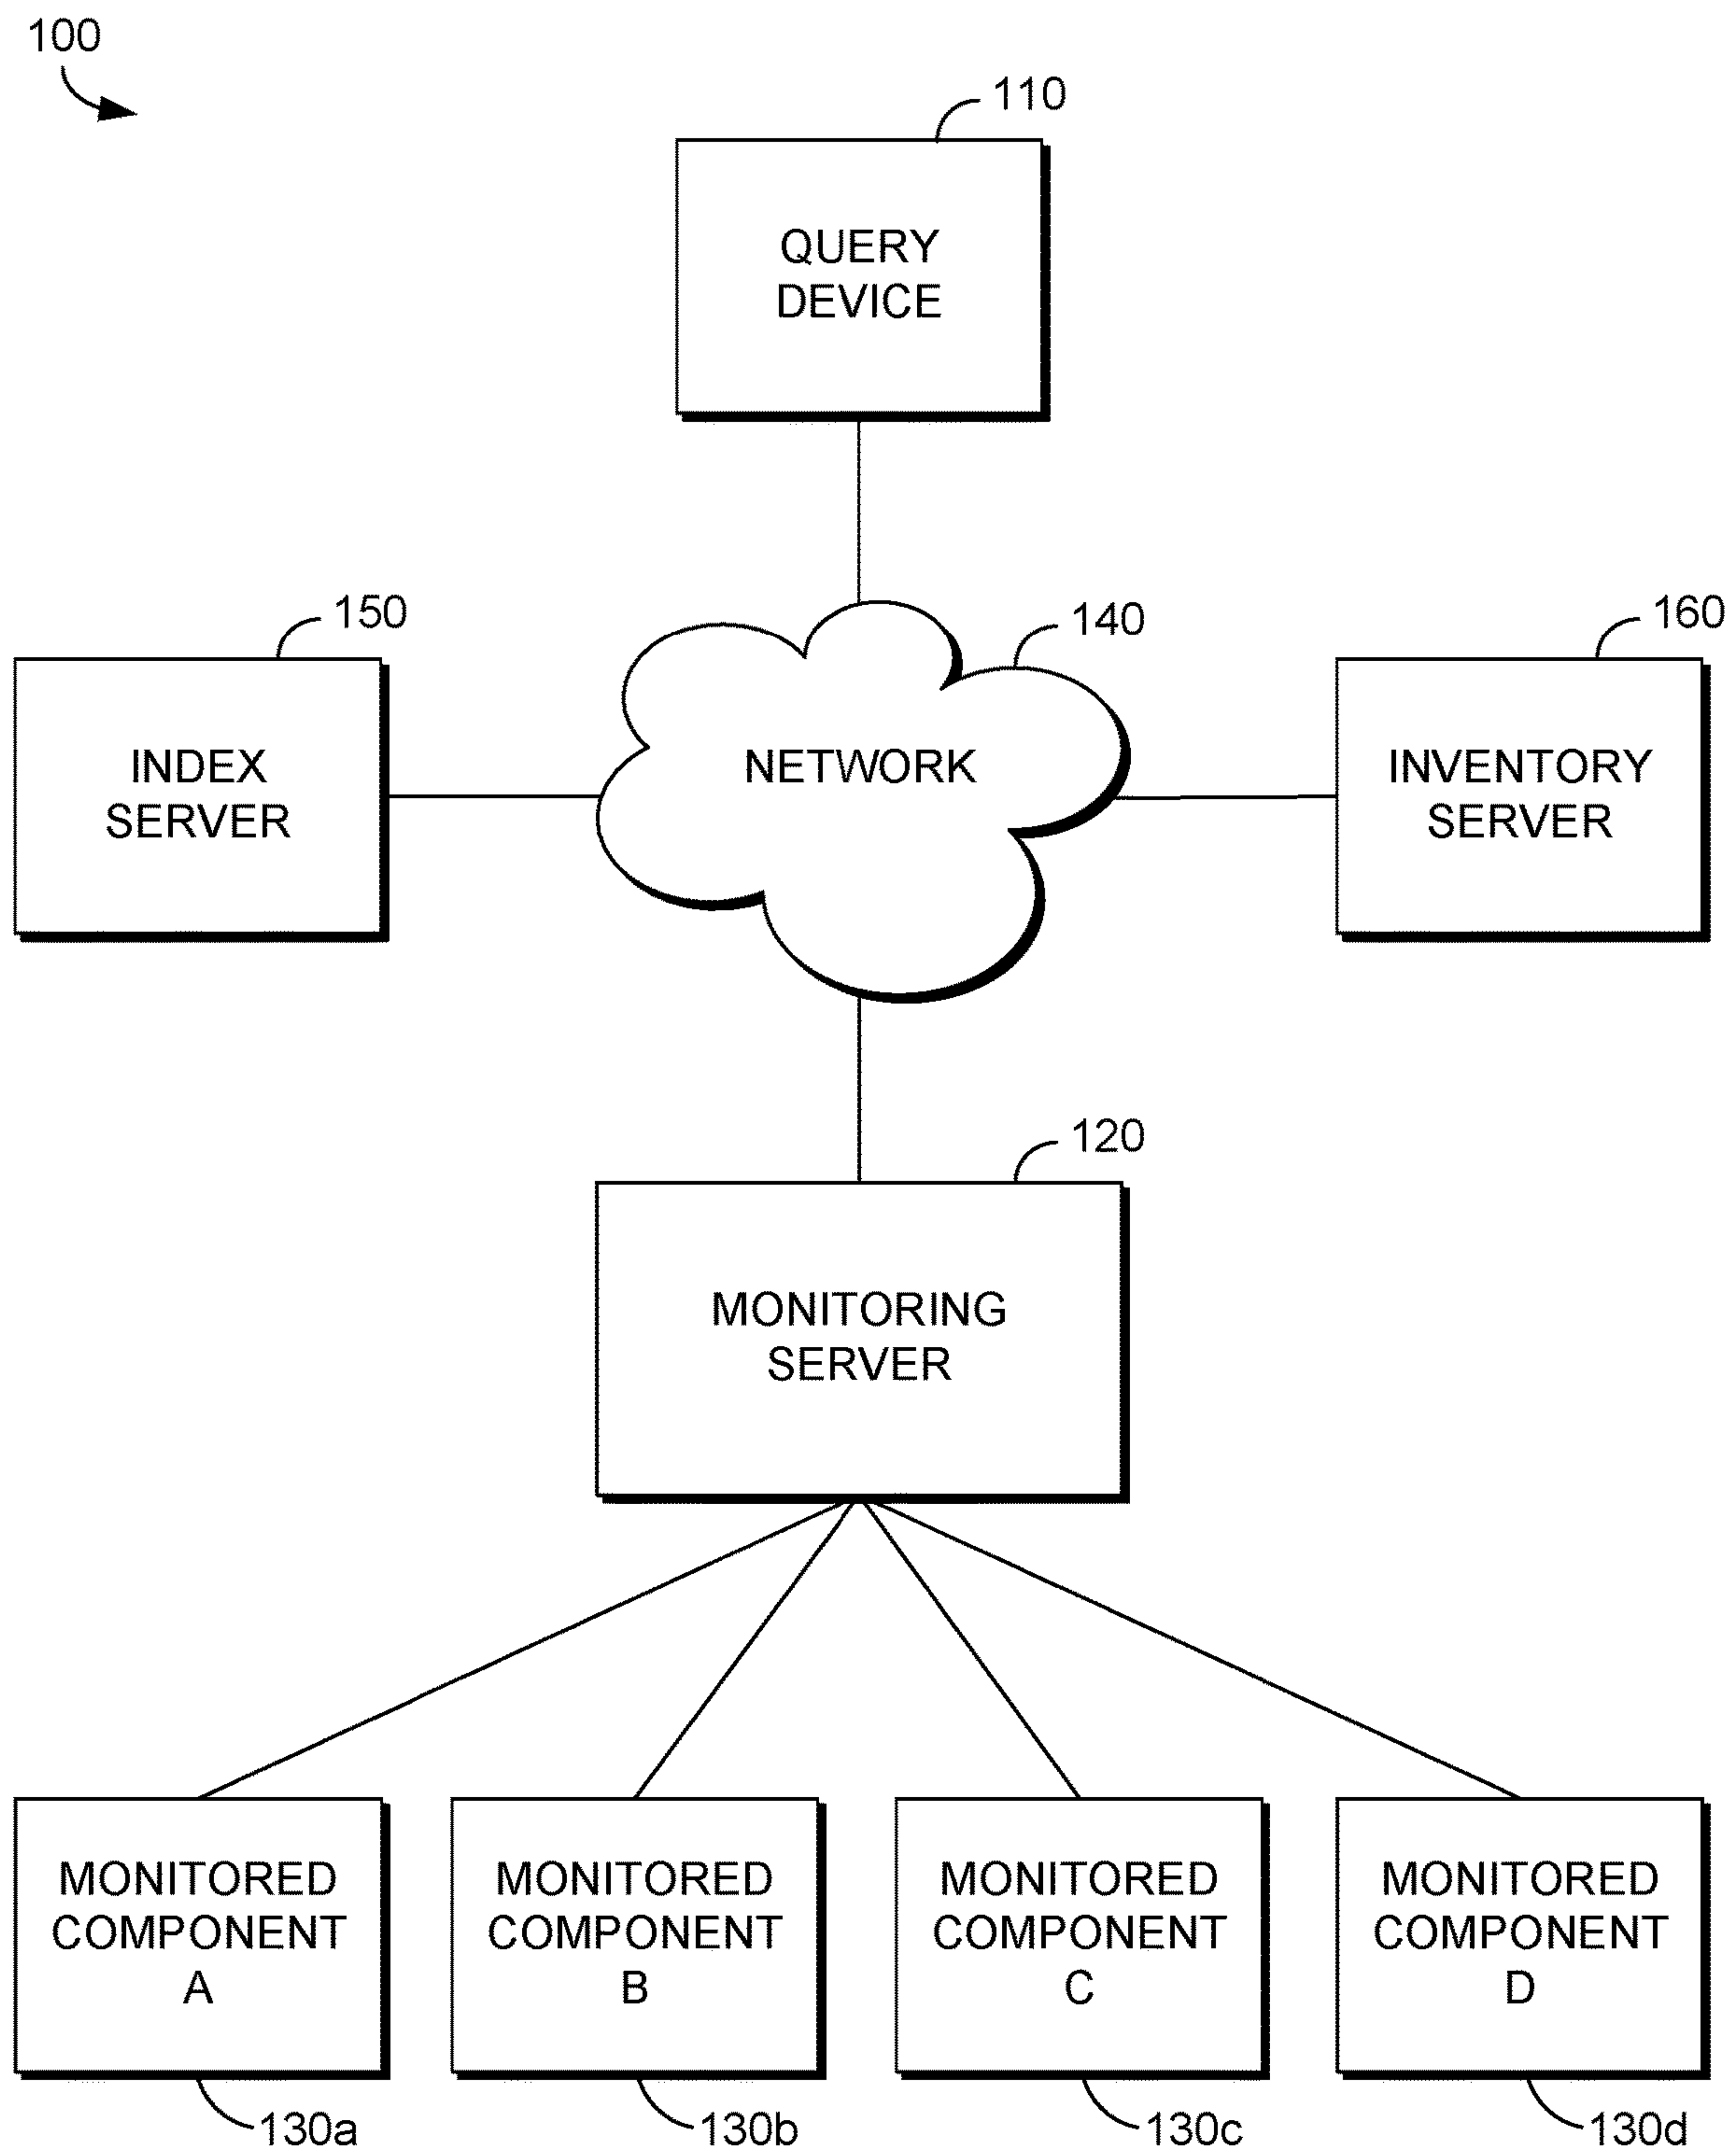 100
110
QUERY
DEVICE
150
140
160
INDEX
SERVER
NETWORK
INVENTORY
SERVER
120
MONITORING
SERVER
MONITORED
COMPONENT
A
MONITORED
COMPONENT
B
MONITORED
COMPONENT
C
MONITORED
COMPONENT
D
130a
130b
130c
130d